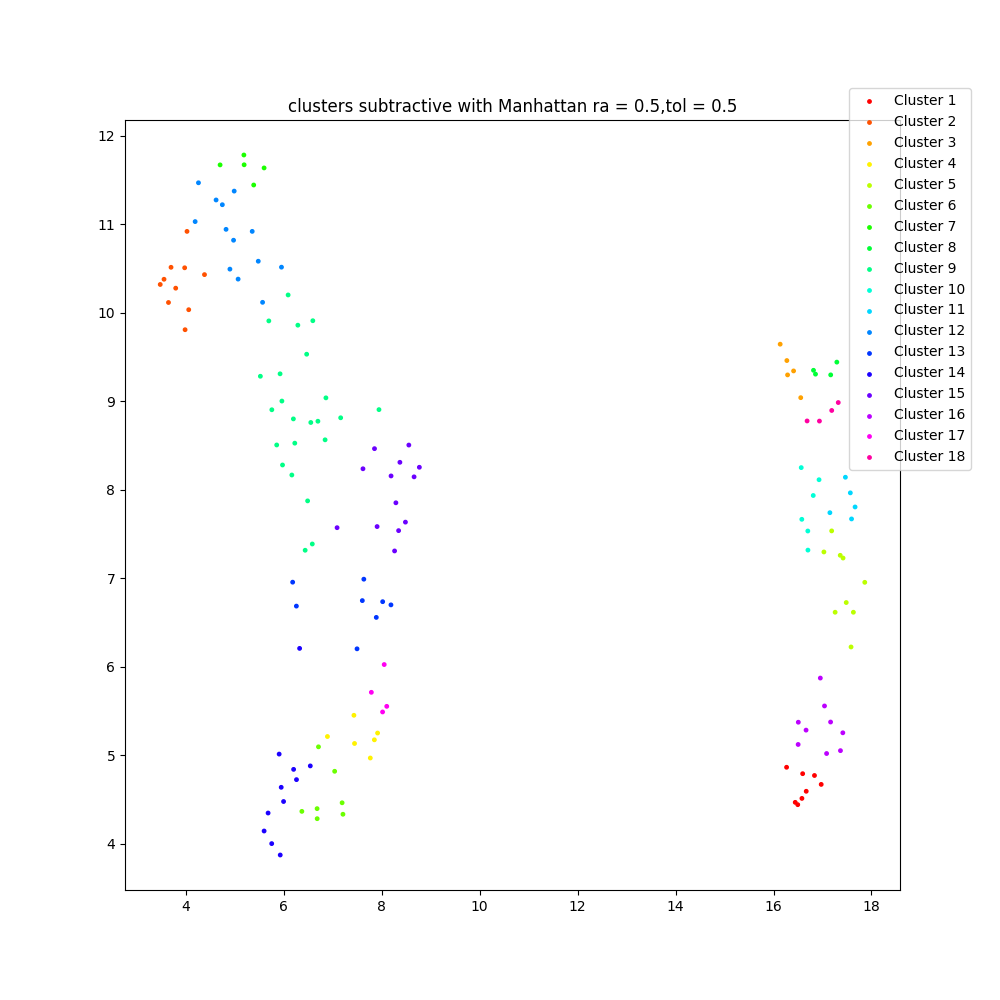 clusters subtractive with Manhattan ra = 0.5,tol = 0.5
Cluster 1
Cluster 2
Cluster 3
Cluster 4
Cluster 5
Cluster 6
Cluster 7
Cluster 8
Cluster 9
Cluster 10
Cluster 11
Cluster 12
Cluster 13
Cluster 14
Cluster 15
Cluster 16
Cluster 17
Cluster 18
12
11
10
9
8
7
6
5
4
4 6 8 10 12 14 16 18